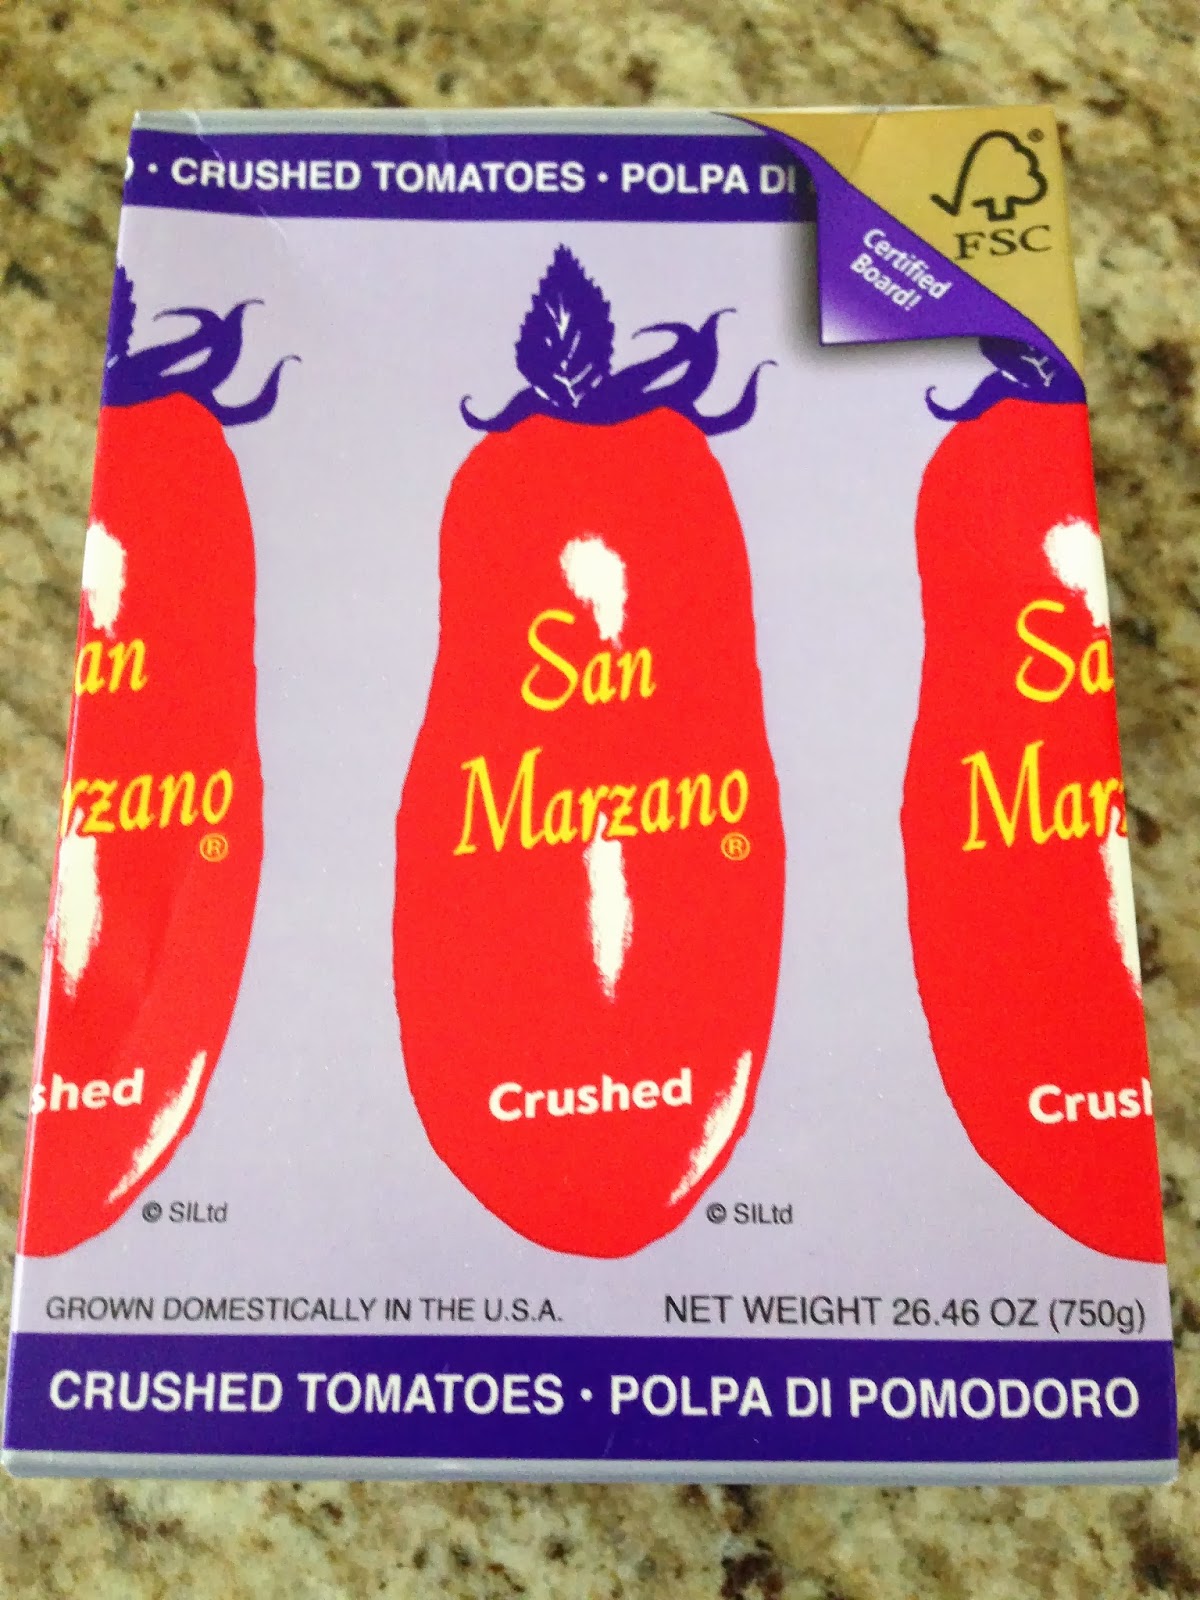 · CRUSHED TOMATOES · POLPA DI
FSC
®
Certified
Board!
an
San
Sa
rzano
®
Marzano
®
Mar
shed
Crushed
Crush
© SILtd
© SILtd
GROWN DOMESTICALLY IN THE U.S.A.
NET WEIGHT 26.46 OZ (750g)
CRUSHED TOMATOES · POLPA DI POMODORO